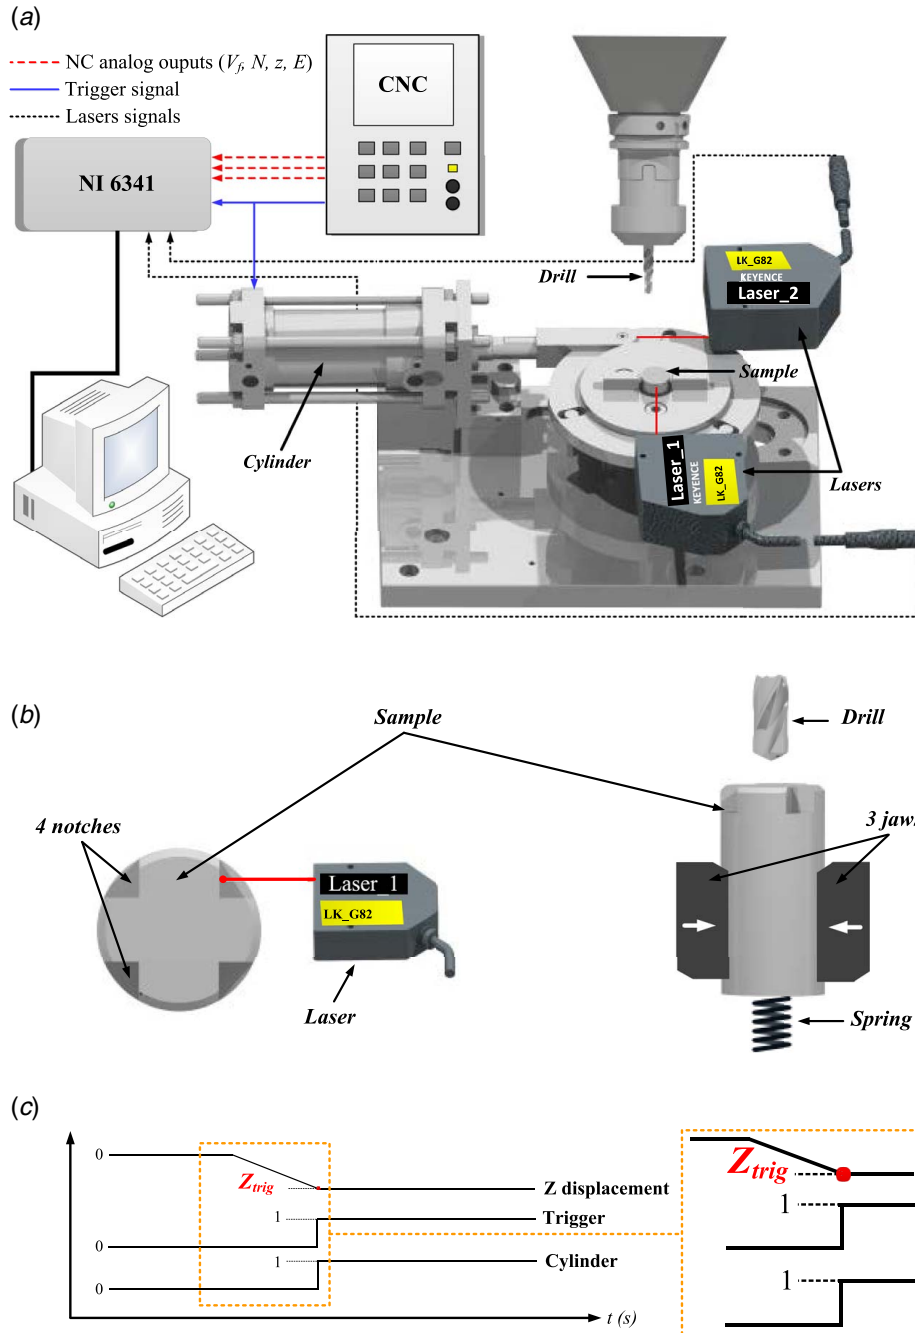 (a)
NC analog ouputs (Vf, N, z, E)
Trigger signal
Lasers signals
CNC
NI 6341
Drill
LK_G82
KEYENCE
Laser_2
Sample
Cylinder
Laser_1
KEYENCE
LK_G82
Lasers
(b)
Sample
Drill
4 notches
3 jaws
Laser_1
LK_G82
Laser
Spring
(c)
0
Ztrig
Z displacement
1
Trigger
0
1
Cylinder
0
t (s)
Ztrig
1
1